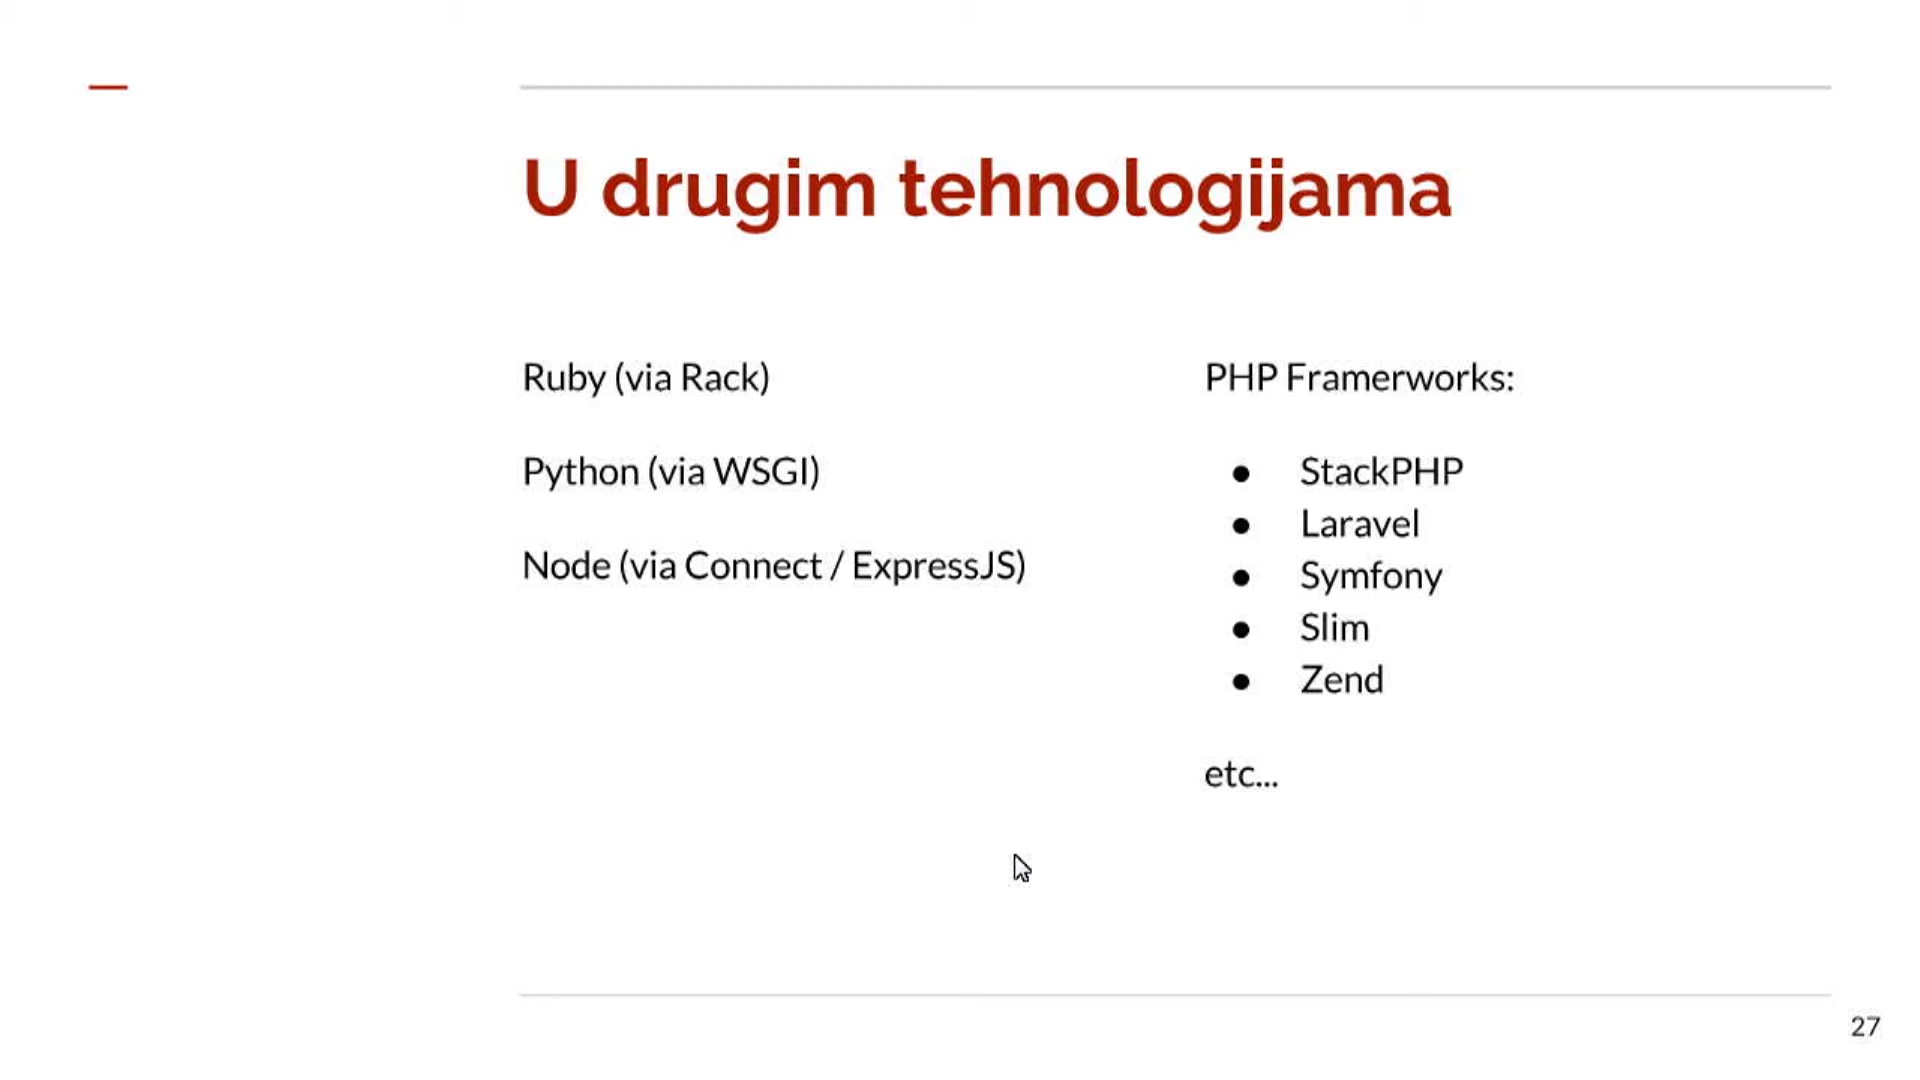 U drugim tehnologijama
Ruby (via Rack)
Python (via WSGI)
Node (via Connect / ExpressJS)
PHP Framerworks:
● StackPHP
● Laravel
● Symfony
● Slim
● Zend
etc...
27